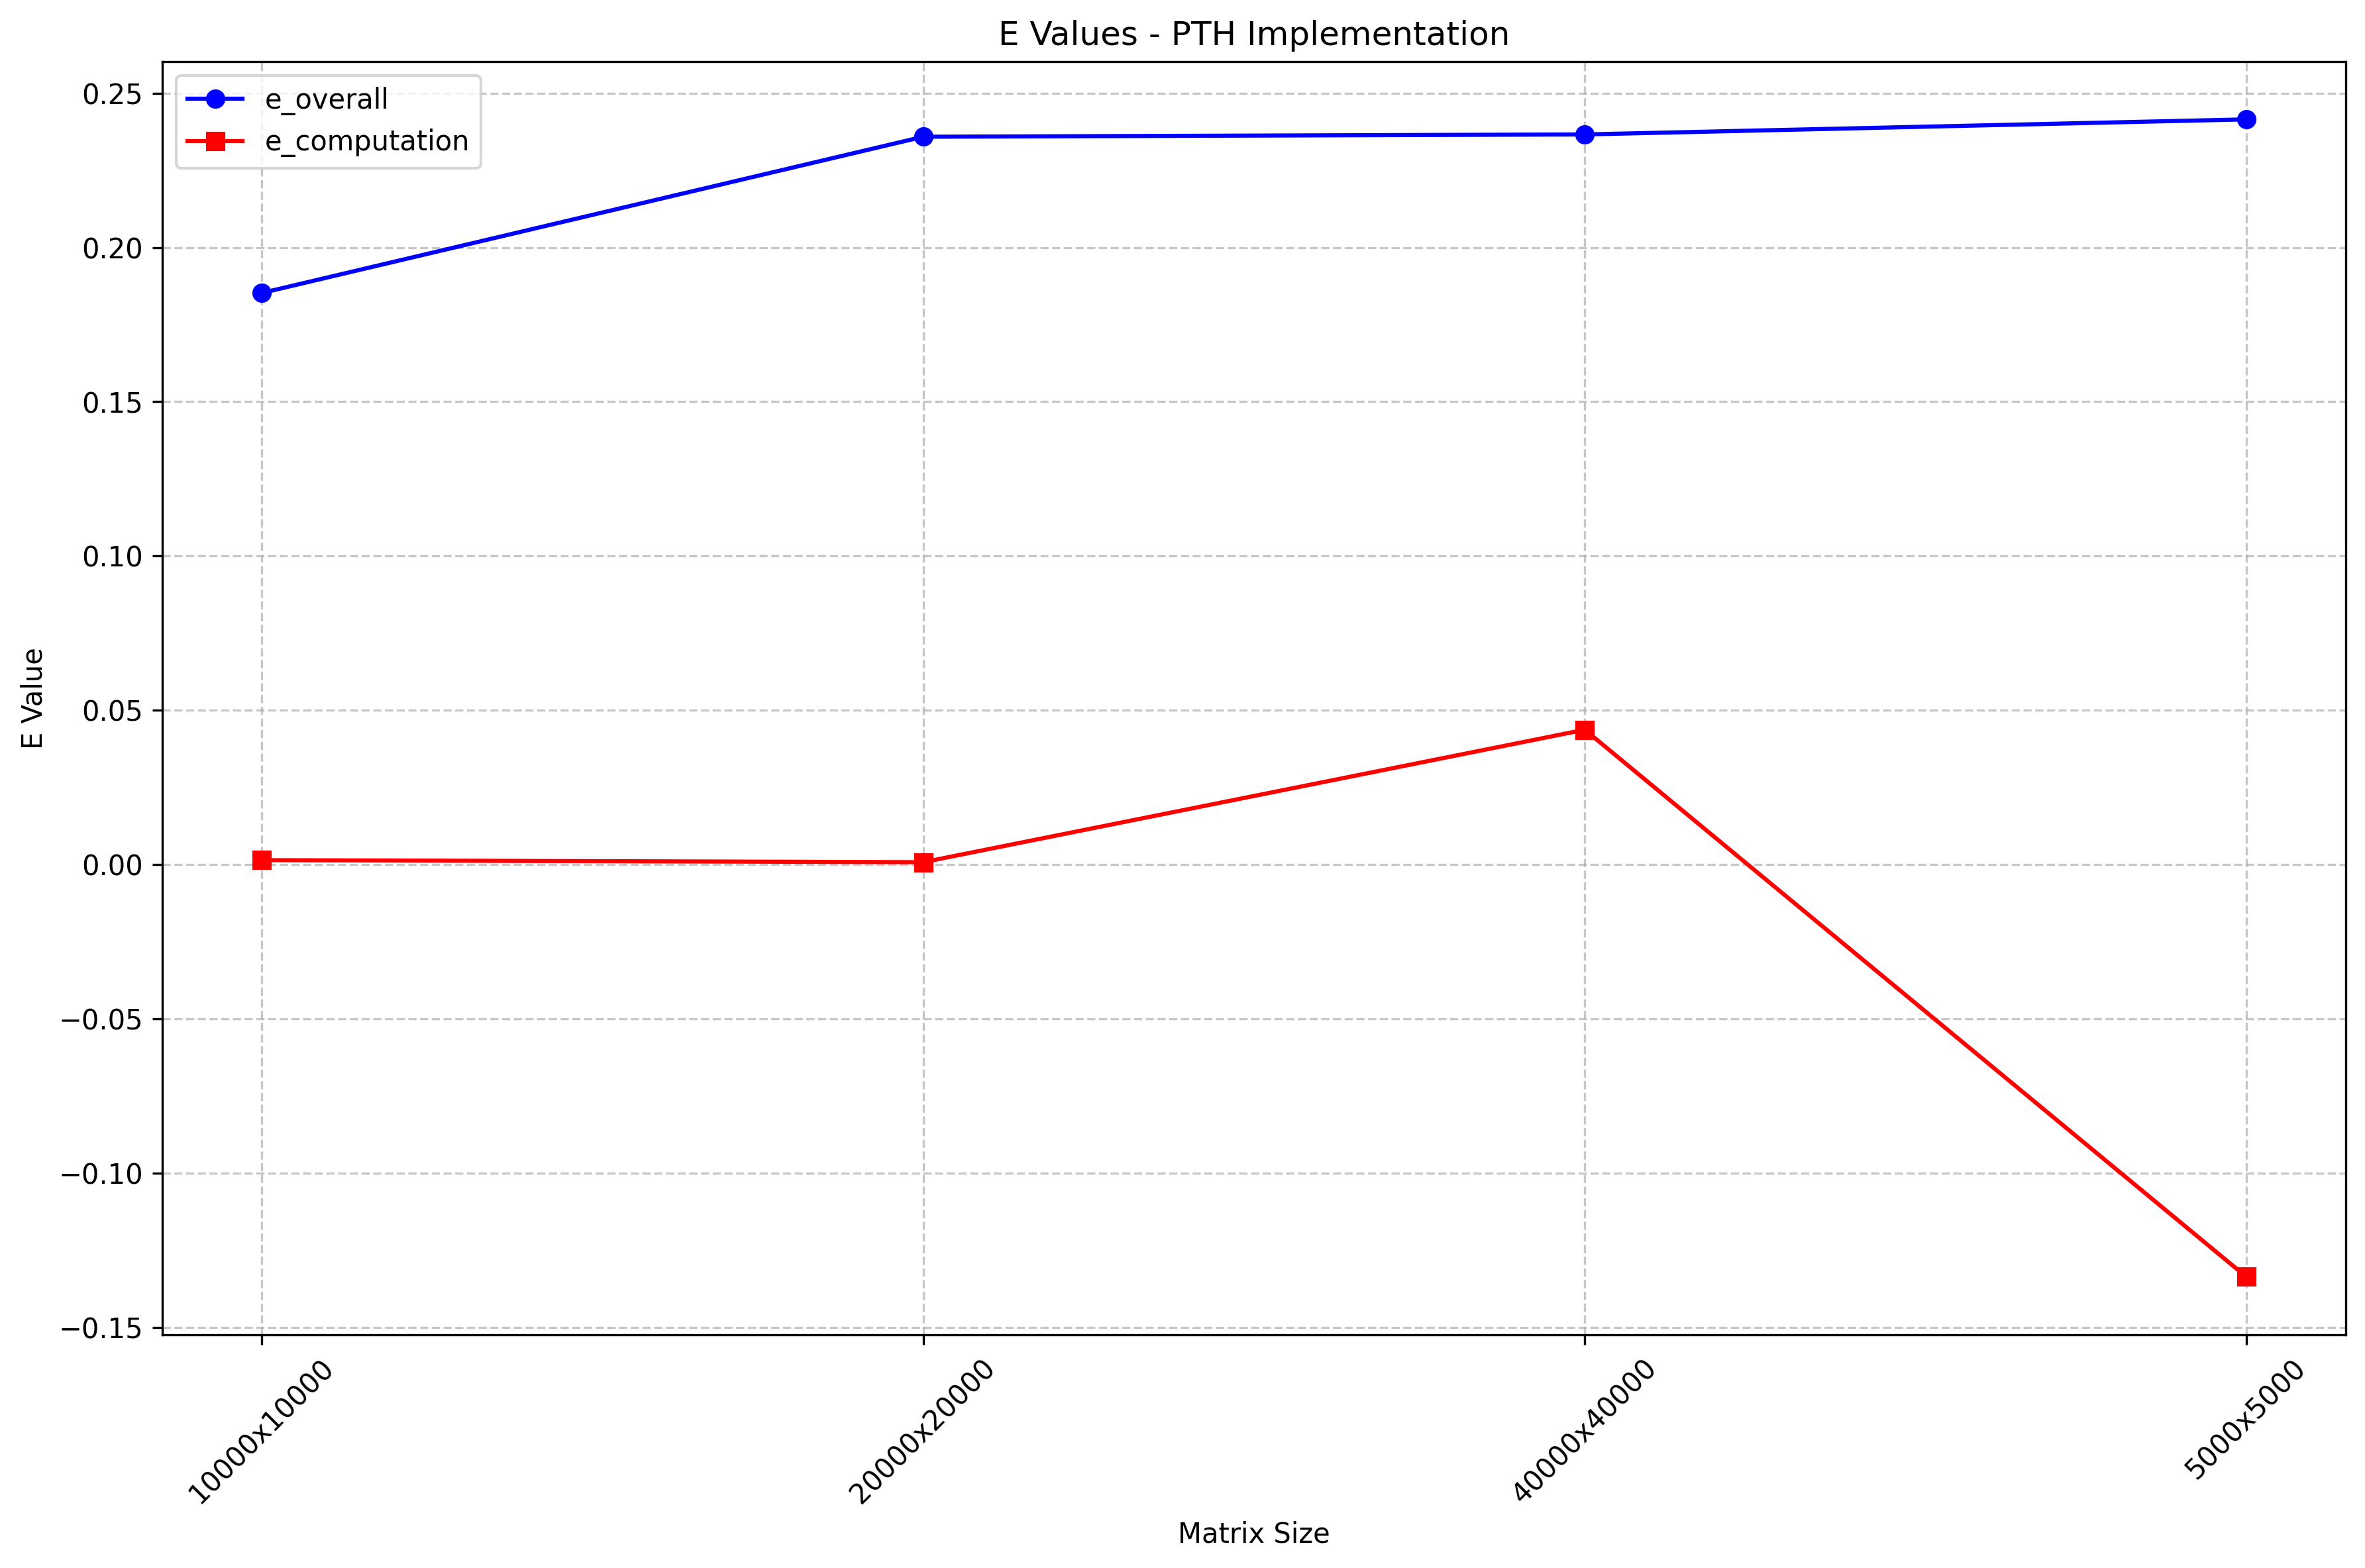 E Values - PTH Implementation
e_overall
e_computation
E Value
0.25
0.20
0.15
0.10
0.05
0.00
−0.05
−0.10
−0.15
10000x10000
20000x20000
40000x40000
5000x5000
Matrix Size